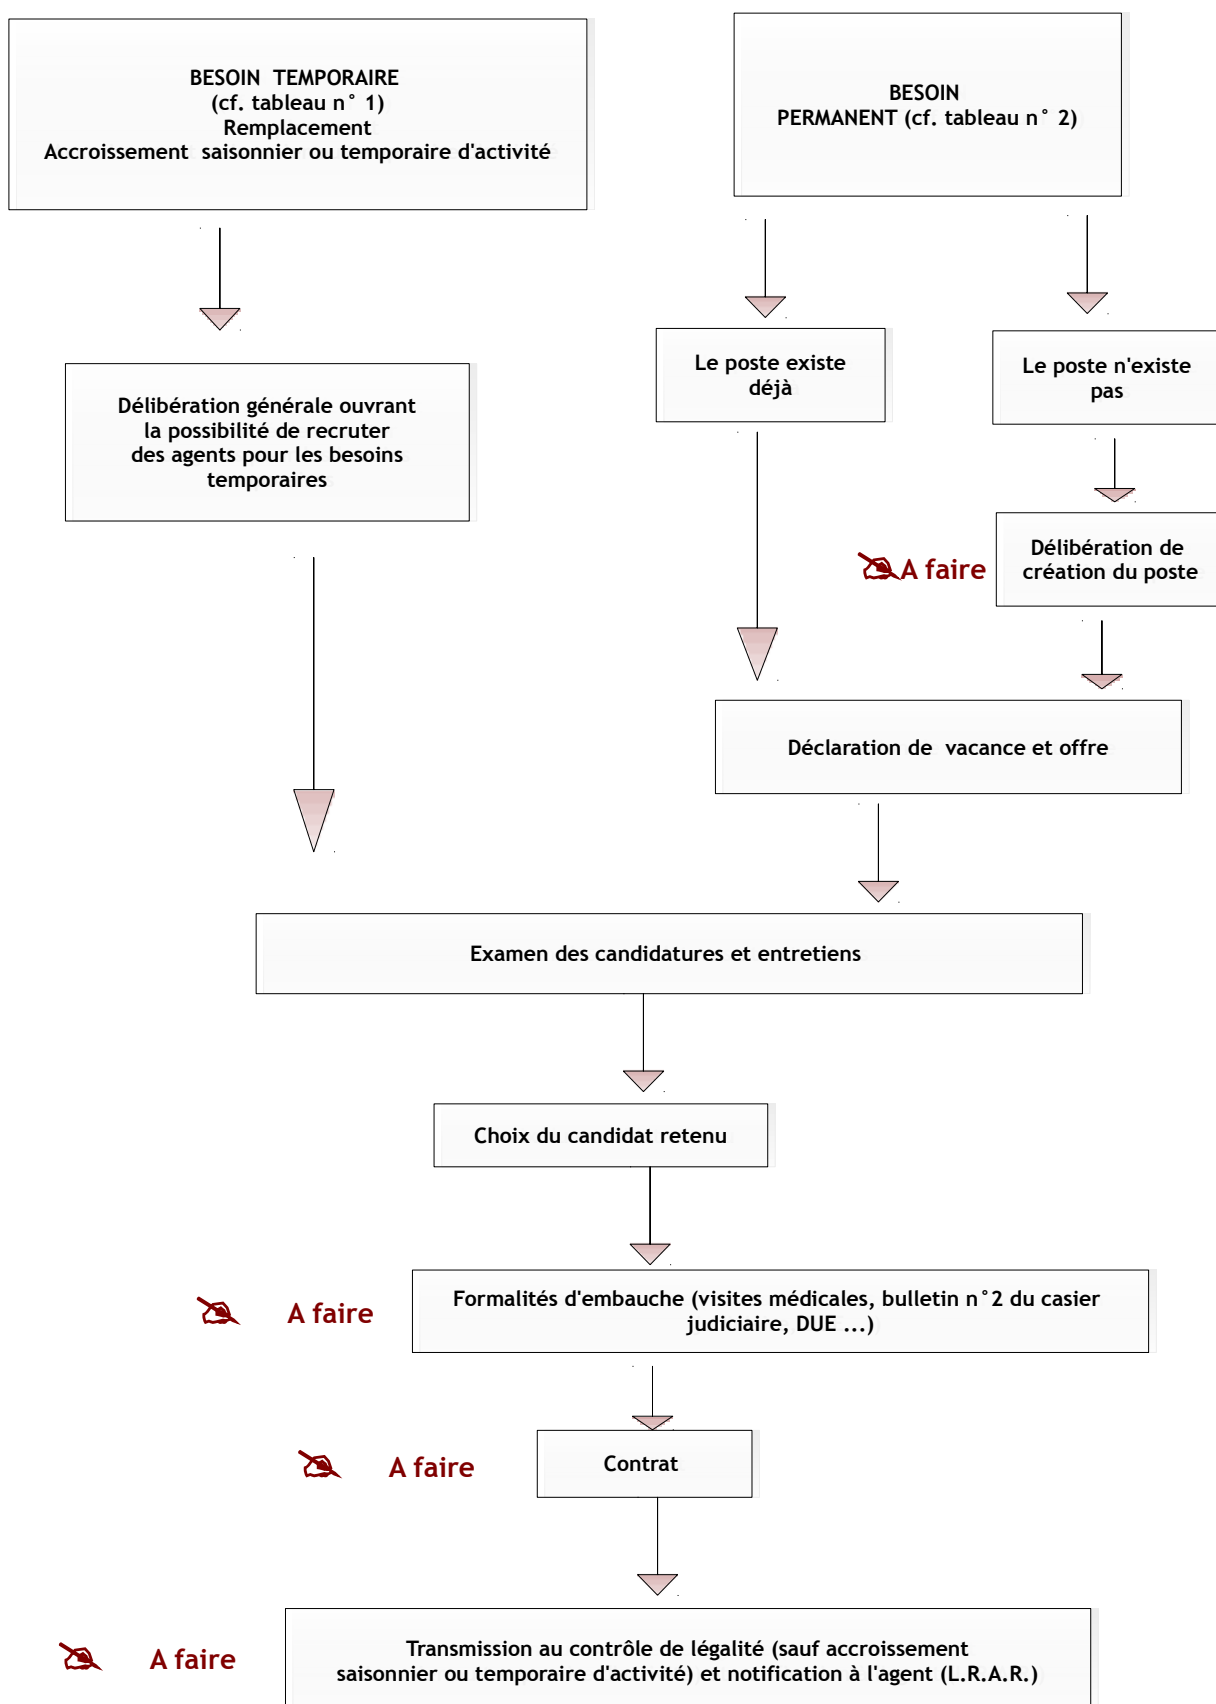 BESOIN TEMPORAIRE
(cf. tableau n° 1)
Remplacement
Accroissement saisonnier ou temporaire d'activité
BESOIN
PERMANENT (cf. tableau n° 2)
Le poste existe
déjà
Le poste n'existe
pas
Délibération générale ouvrant
la possibilité de recruter
des agents pour les besoins
temporaires
A faire
Délibération de
création du poste
Déclaration de vacance et offre
Examen des candidatures et entretiens
Choix du candidat retenu
A faire
Formalités d'embauche (visites médicales, bulletin n°2 du casier
judiciaire, DUE ...)
A faire
Contrat
A faire
Transmission au contrôle de légalité (sauf accroissement
saisonnier ou temporaire d'activité) et notification à l'agent (L.R.A.R.)